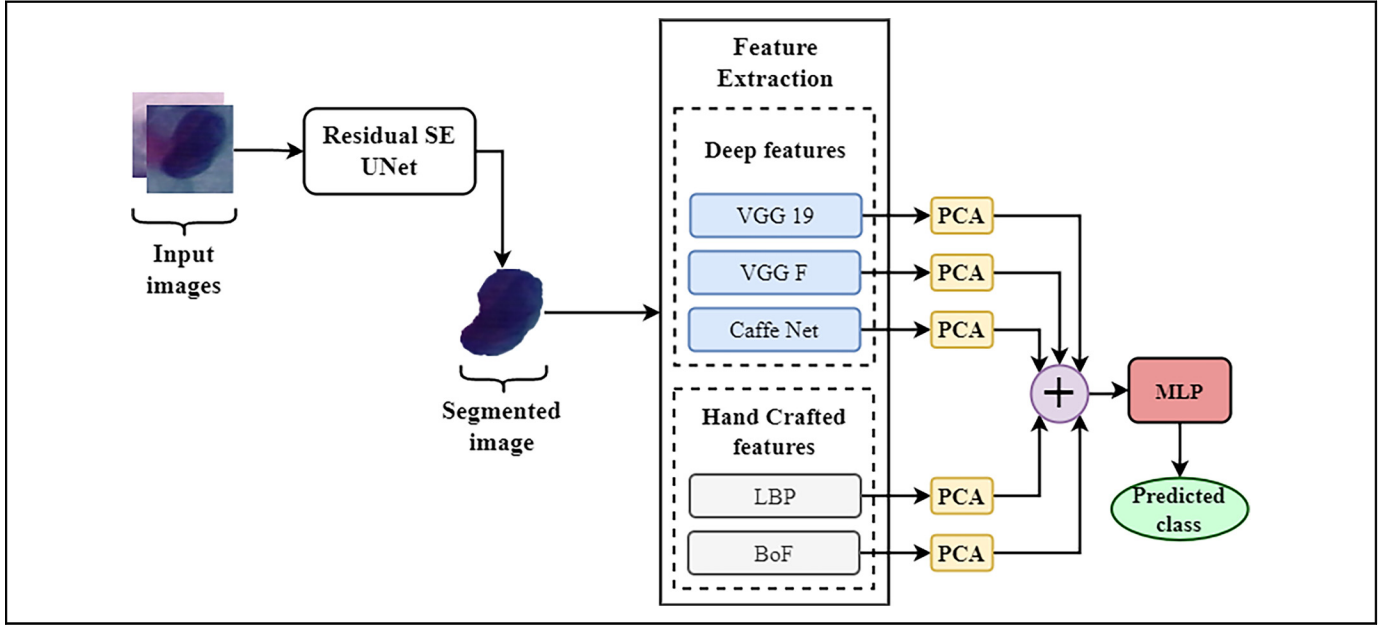 Input
images
Residual SE
UNet
Segmented
image
Feature
Extraction
Deep features
VGG 19
VGG F
Caffe Net
Hand Crafted
features
LBP
BoF
PCA
PCA
PCA
PCA
PCA
+
MLP
Predicted
class